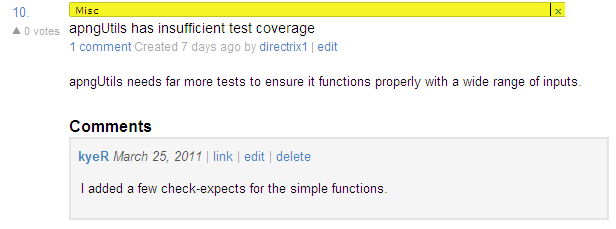 10. Misc x
0 votes apngUtils has insufficient test coverage
1 comment Created 7 days ago by directrix1 | edit
apngUtils needs far more tests to ensure it functions properly with a wide range of inputs.
Comments
kyeR March 25, 2011 | link | edit | delete
I added a few check-expects for the simple functions.